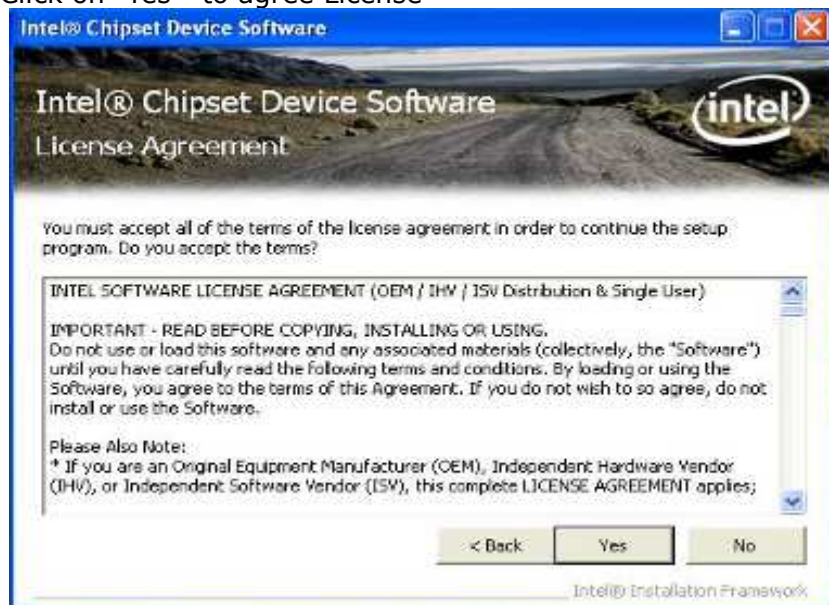 Click on "Yes" to agree License
Intel® Chipset Device Software
Intel® Chipset Device Software
intel
License Agreement
You must accept all of the terms of the license agreement in order to continue the setup
program. Do you accept the terms?
INTEL SOFTWARE LICENSE AGREEMENT (OEM / IHV / ISV Distribution & Single User)
IMPORTANT - READ BEFORE COPYING, INSTALLING OR USING.
Do not use or load this software and any associated materials (collectively, the "Software")
until you have carefully read the following terms and conditions. By loading or using the
Software, you agree to the terms of this Agreement. If you do not wish to so agree, do not
install or use the Software.
Please Also Note:
* If you are an Original Equipment Manufacturer (OEM), Independent Hardware Vendor
(IHV), or Independent Software Vendor (ISV), this complete LICENSE AGREEMENT applies;
< Back
Yes
No
Intel® Installation Framework